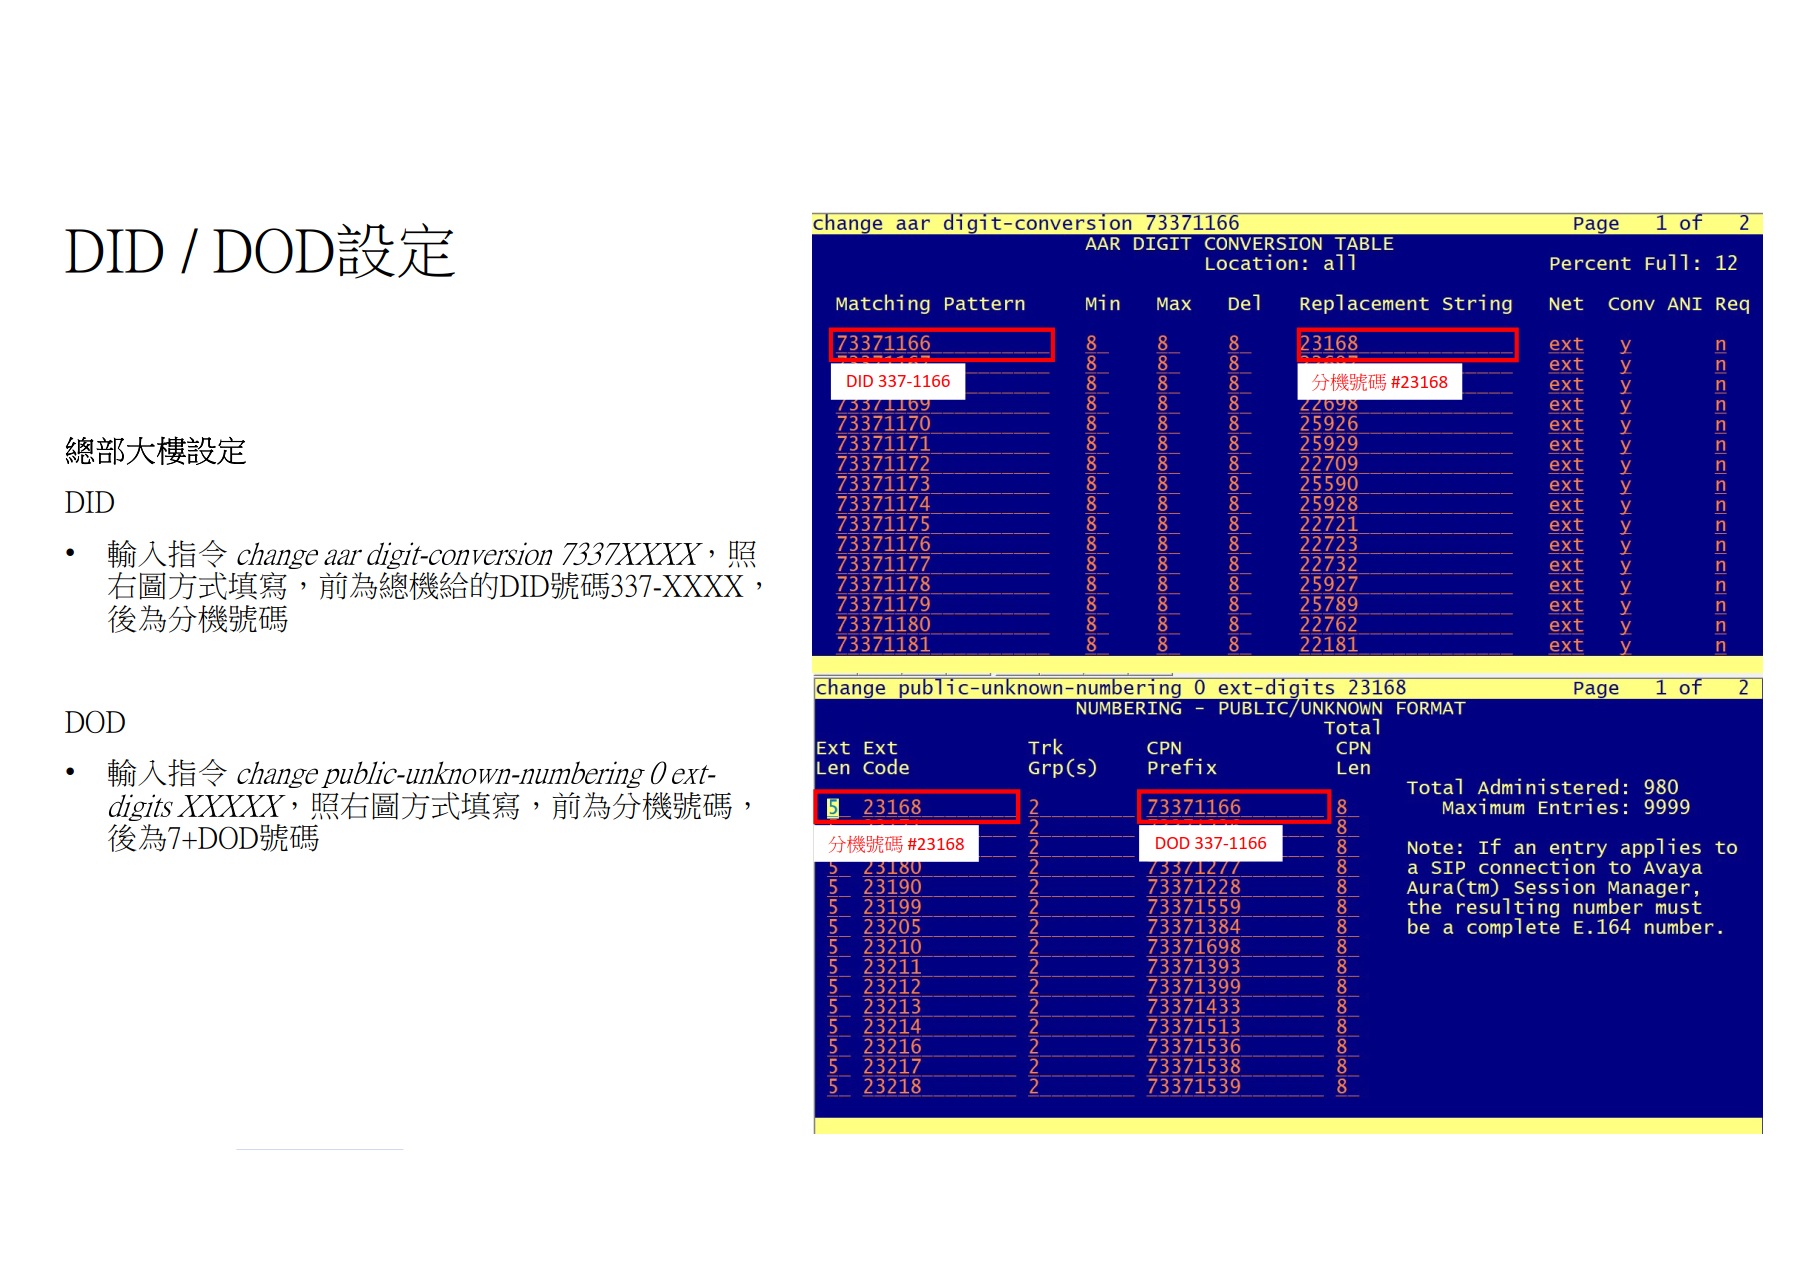 DID / DOD設定
總部大樓設定
DID
• 輸入指令 change aar digit-conversion 7337XXXX，照
右圖方式填寫，前為總機給的DID號碼337-XXXX，
後為分機號碼
DOD
• 輸入指令 change public-unknown-numbering 0 ext-
digits XXXXX，照右圖方式填寫，前為分機號碼，
後為7+DOD號碼
change aar digit-conversion 73371166 Page 1 of 2
AAR DIGIT CONVERSION TABLE
Location: all Percent Full: 12
Matching Pattern Min Max Del Replacement String Net Conv ANI Req
73371166 8 8 8 23168 ext y n
8 8 8 ext y n
DID 337-1166 8 8 8 分機號碼 #23168 ext y n
73371169 8 8 8 22698 ext y n
73371170 8 8 8 25926 ext y n
73371171 8 8 8 25929 ext y n
73371172 8 8 8 22709 ext y n
73371173 8 8 8 25590 ext y n
73371174 8 8 8 25928 ext y n
73371175 8 8 8 22721 ext y n
73371176 8 8 8 22723 ext y n
73371177 8 8 8 22732 ext y n
73371178 8 8 8 25927 ext y n
73371179 8 8 8 25789 ext y n
73371180 8 8 8 22762 ext y n
73371181 8 8 8 22181 ext y n
change public-unknown-numbering 0 ext-digits 23168 Page 1 of 2
NUMBERING - PUBLIC/UNKNOWN FORMAT
Total
Ext Ext Trk CPN CPN
Len Code Grp(s) Prefix Len
Total Administered: 980
5 23168 2 73371166 8 Maximum Entries: 9999
2 8
分機號碼 #23168 2 DOD 337-1166 8 Note: If an entry applies to
5 23180 2 73371277 8 a SIP connection to Avaya
5 23190 2 73371228 8 Aura(tm) Session Manager,
5 23199 2 73371559 8 the resulting number must
5 23205 2 73371384 8 be a complete E.164 number.
5 23210 2 73371698 8
5 23211 2 73371393 8
5 23212 2 73371399 8
5 23213 2 73371433 8
5 23214 2 73371513 8
5 23216 2 73371536 8
5 23217 2 73371538 8
5 23218 2 73371539 8